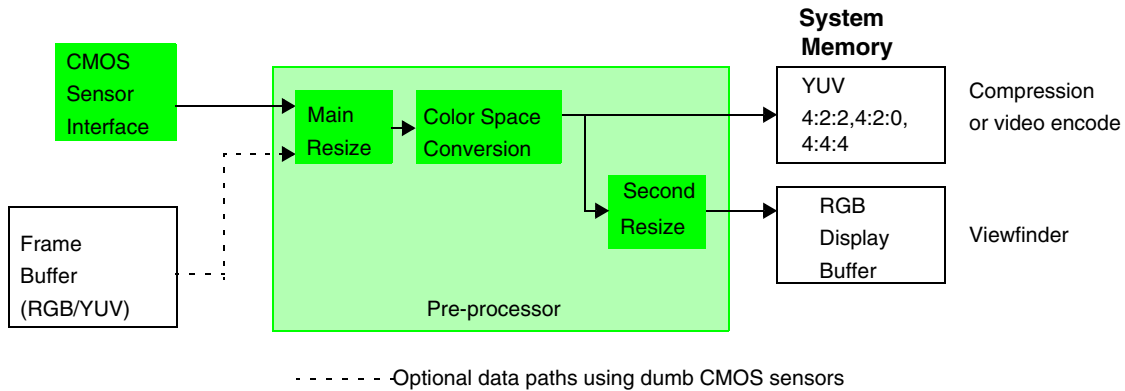 System
Memory
CMOS
Sensor
Interface
Main
Resize
Color Space
Conversion
YUV
4:2:2,4:2:0,
4:4:4
Compression
or video encode
Second
Resize
RGB
Display
Buffer
Viewfinder
Frame
Buffer
(RGB/YUV)
Pre-processor
Optional data paths using dumb CMOS sensors